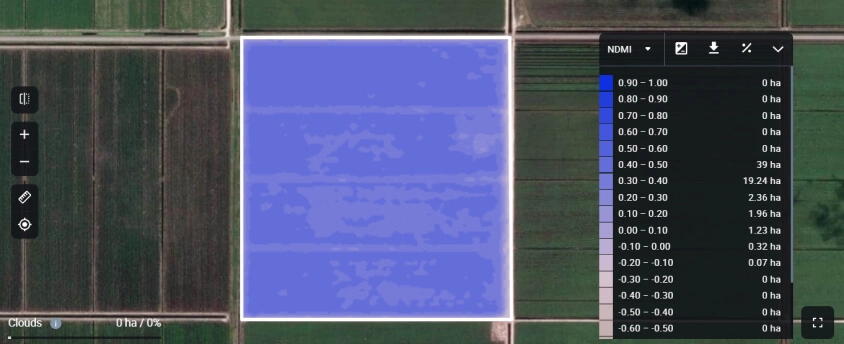 NDMI
0.90 – 1.00 0 ha
0.80 – 0.90 0 ha
0.70 – 0.80 0 ha
0.60 – 0.70 0 ha
0.50 – 0.60 0 ha
0.40 – 0.50 39 ha
0.30 – 0.40 19.24 ha
0.20 – 0.30 2.36 ha
0.10 – 0.20 1.96 ha
0.00 – 0.10 1.23 ha
-0.10 – 0.00 0.32 ha
-0.20 – -0.10 0.07 ha
-0.30 – -0.20 0 ha
-0.40 – -0.30 0 ha
-0.50 – -0.40 0 ha
-0.60 – -0.50 0 ha
Clouds i 0 ha / 0%